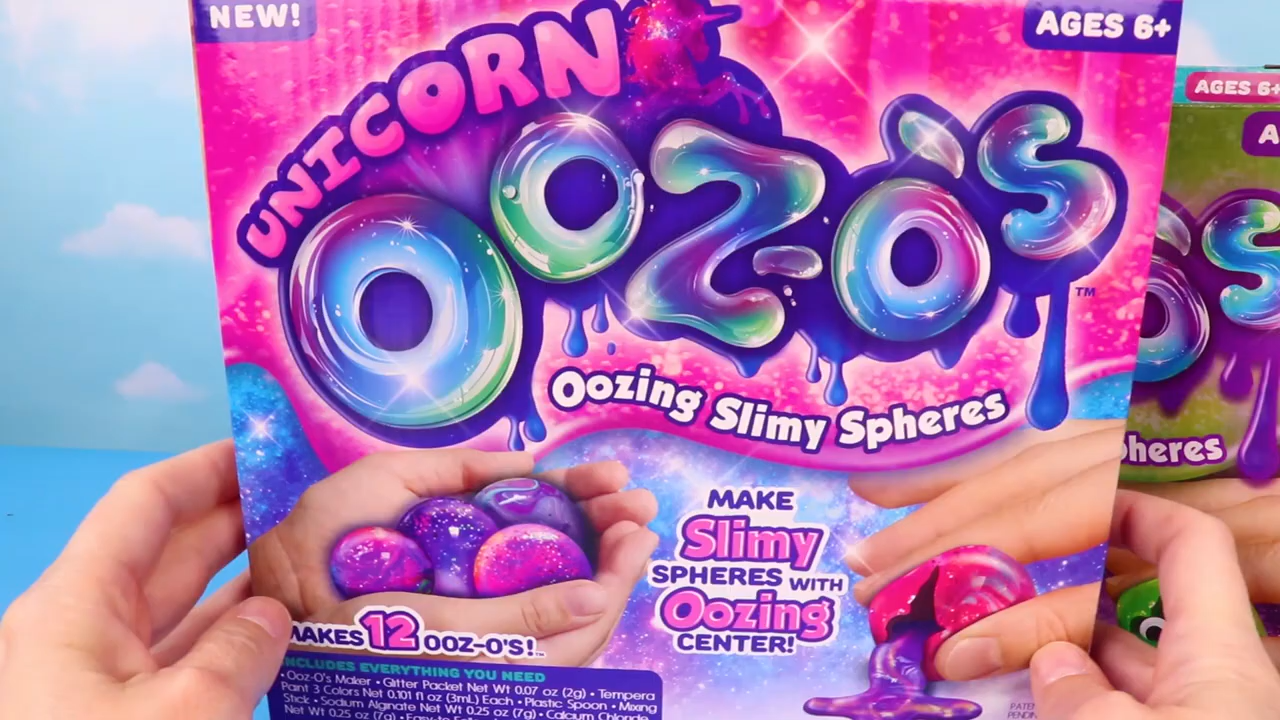 NEW!
AGES 6+
UNICORN
OOZ-O'S
TM
Oozing Slimy Spheres
MAKE
Slimy
SPHERES WITH
Oozing
CENTER!
MAKES 12 OOZ-O'S!
INCLUDES EVERYTHING YOU NEED
• Ooz-O's Maker • Glitter Packet Net Wt 0.07 oz (2g) • Tempera
Paint 3 Colors Net 0.101 fl oz (3mL) Each • Plastic Spoon • Mixing
Stick • Sodium Alginate Net Wt 0.25 oz (7g) • Calcium Chloride
Net Wt 0.25 oz (7g)
AGES 6+